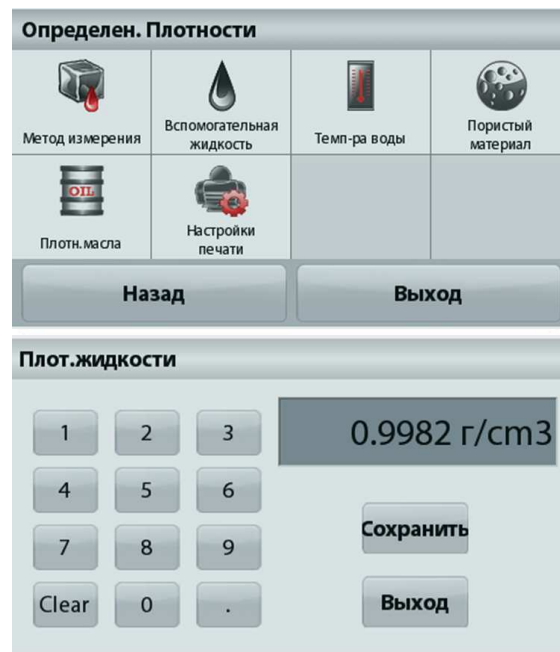 Определен. Плотности
Метод измерения
Вспомогательная
жидкость
Темп-ра воды
Пористый
материал
OIL
Плотн.масла
Настройки
печати
Назад
Выход
Плот.жидкости
1 2 3
0.9982 г/cm3
4 5 6
Сохранить
7 8 9
Clear 0 .
Выход